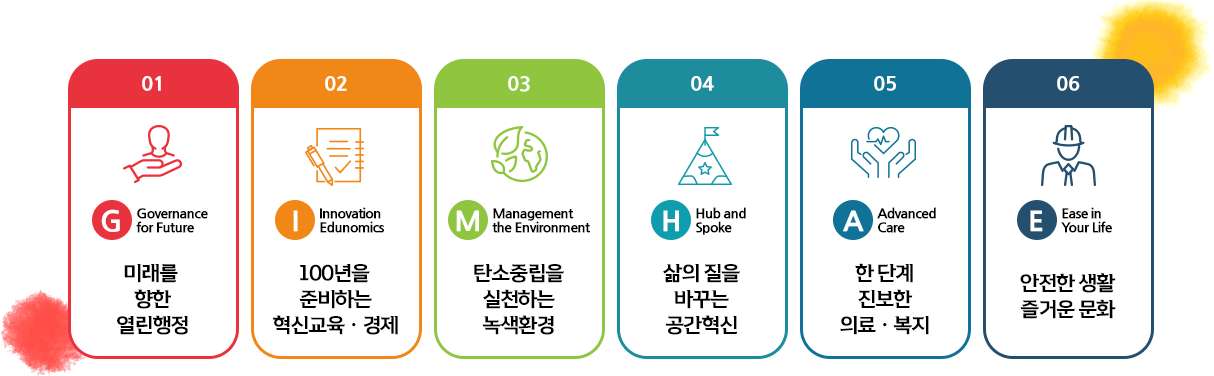 01
G
Governance
for Future
미래를
향한
열린행정
02
I
Innovation
Edunomics
100년을
준비하는
혁신교육 · 경제
03
M
Management
the Environment
탄소중립을
실천하는
녹색환경
04
H
Hub and
Spoke
삶의 질을
바꾸는
공간혁신
05
A
Advanced
Care
한 단계
진보한
의료 · 복지
06
E
Ease in
Your Life
안전한 생활
즐거운 문화